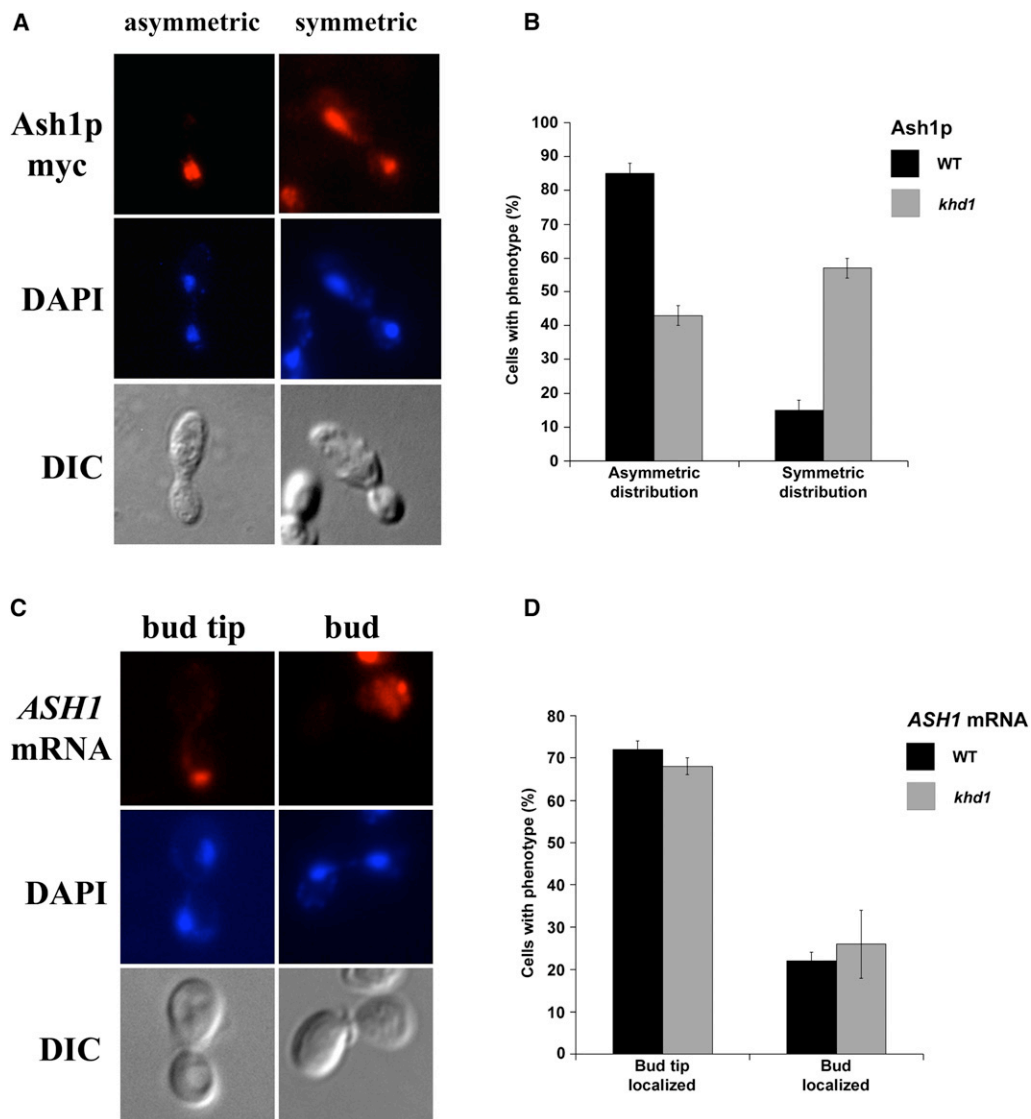 A
asymmetric
symmetric
Ash1p
myc
DAPI
DIC
B
100
90
80
70
60
50
40
30
20
10
0
Cells with phenotype (%)
Asymmetric
distribution
Symmetric
distribution
Ash1p
WT
khd1
C
bud tip
bud
ASH1
mRNA
DAPI
DIC
D
80
70
60
50
40
30
20
10
0
Cells with phenotype (%)
Bud tip
localized
Bud
localized
ASH1 mRNA
WT
khd1